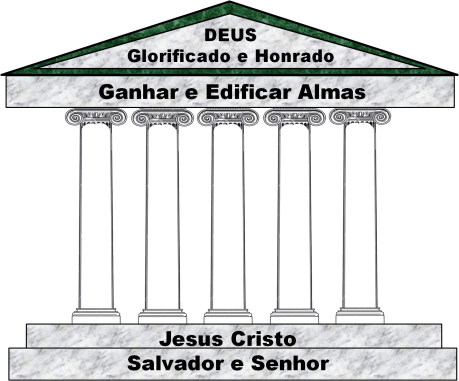 DEUS
Glorificado e Honrado
Ganhar e Edificar Almas
Jesus Cristo
Salvador e Senhor